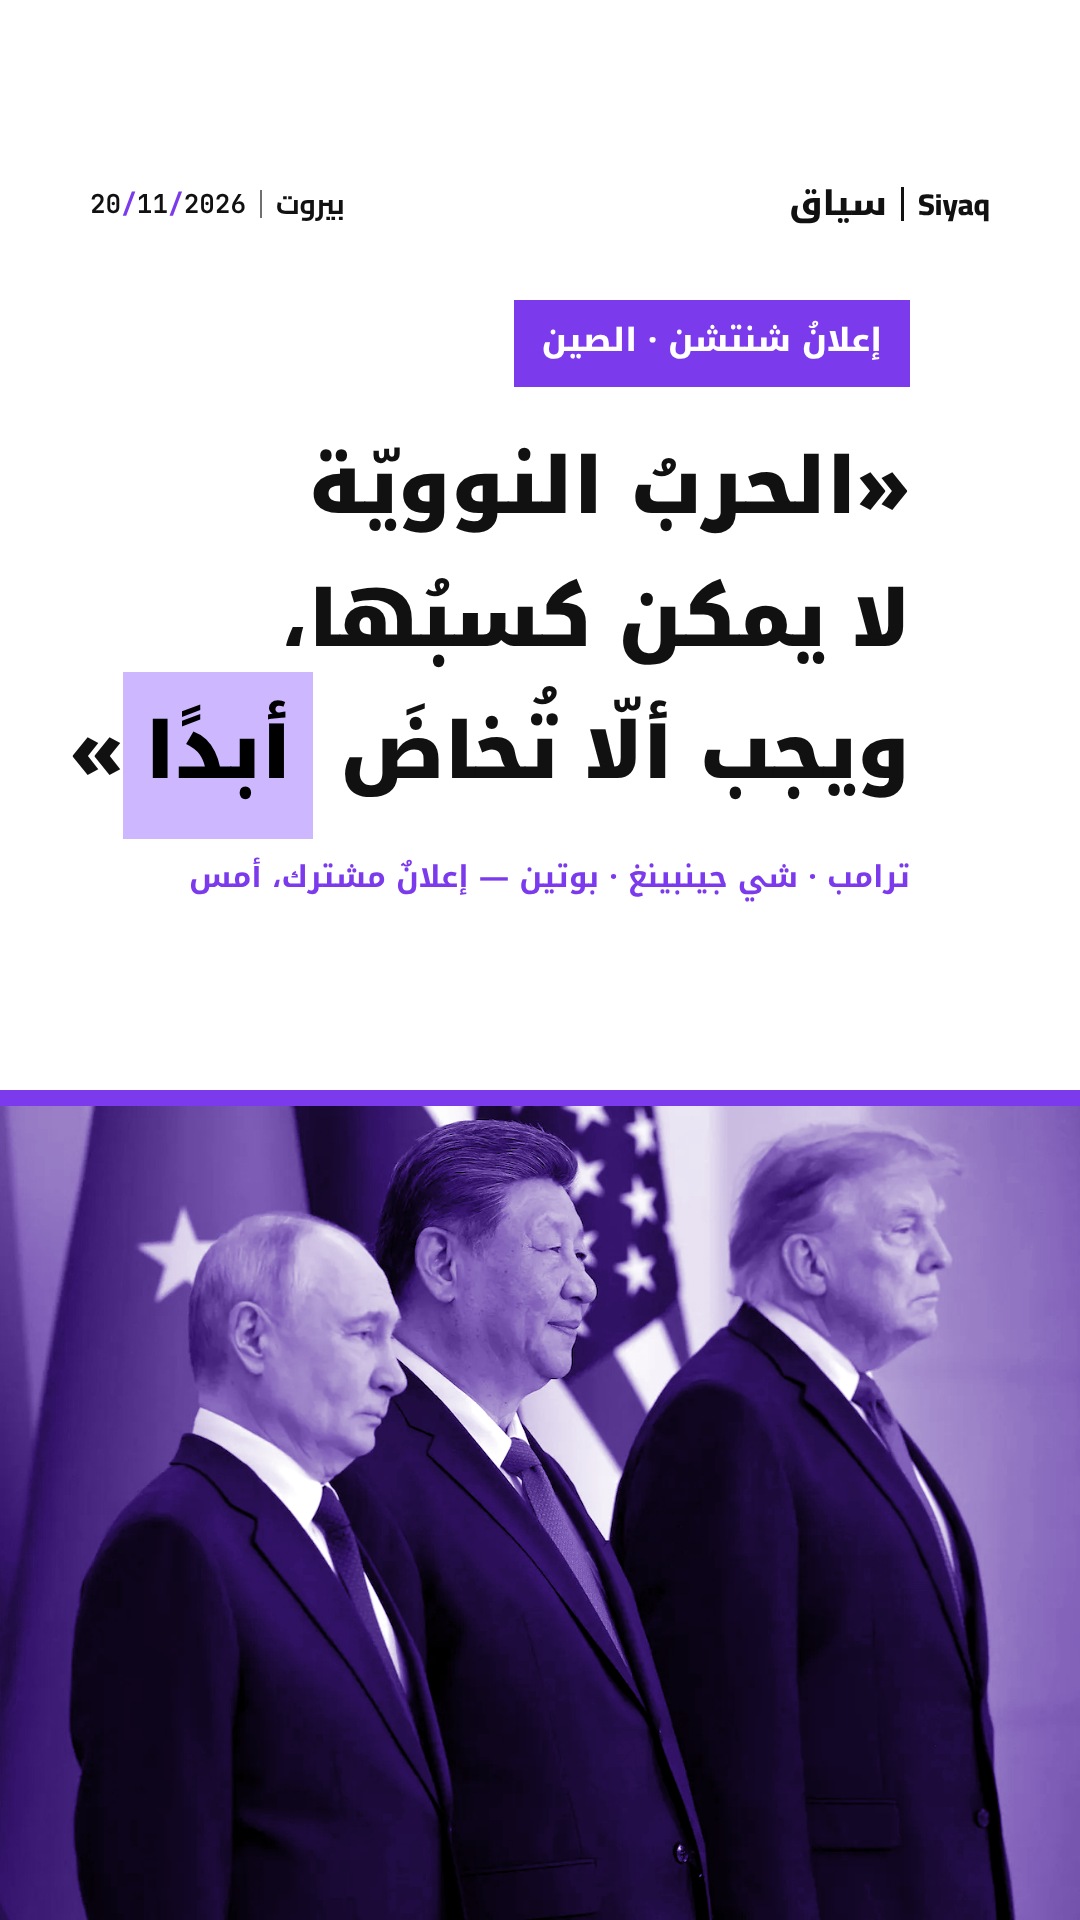 Siyaq | سياق
بيروت | 20/11/2026
إعلانُ شنتشن · الصين
«الحربُ النوويّة
لا يمكن كسبُها،
ويجب ألّا تُخاضَ أبدًا»
ترامب · شي جينبينغ · بوتين — إعلانٌ مشترك، أمس